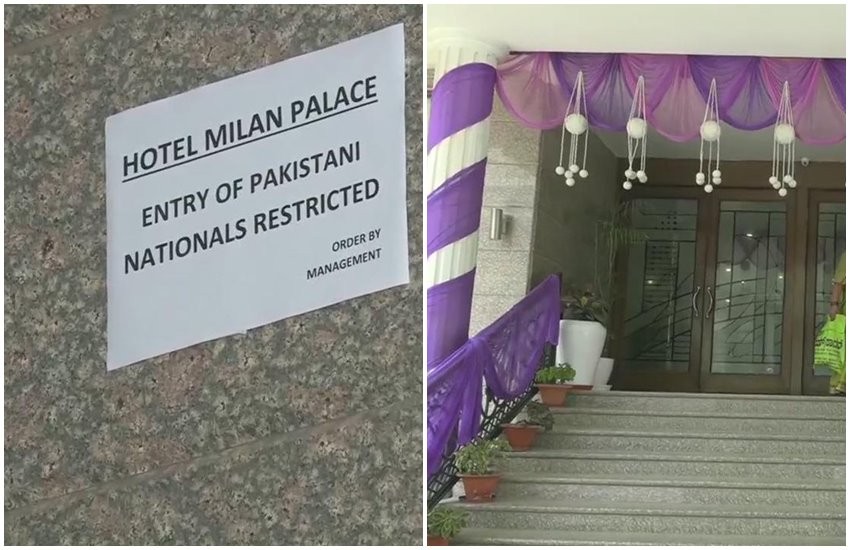 HOTEL MILAN PALACE
ENTRY OF PAKISTANI
NATIONALS RESTRICTED
ORDER BY
MANAGEMENT